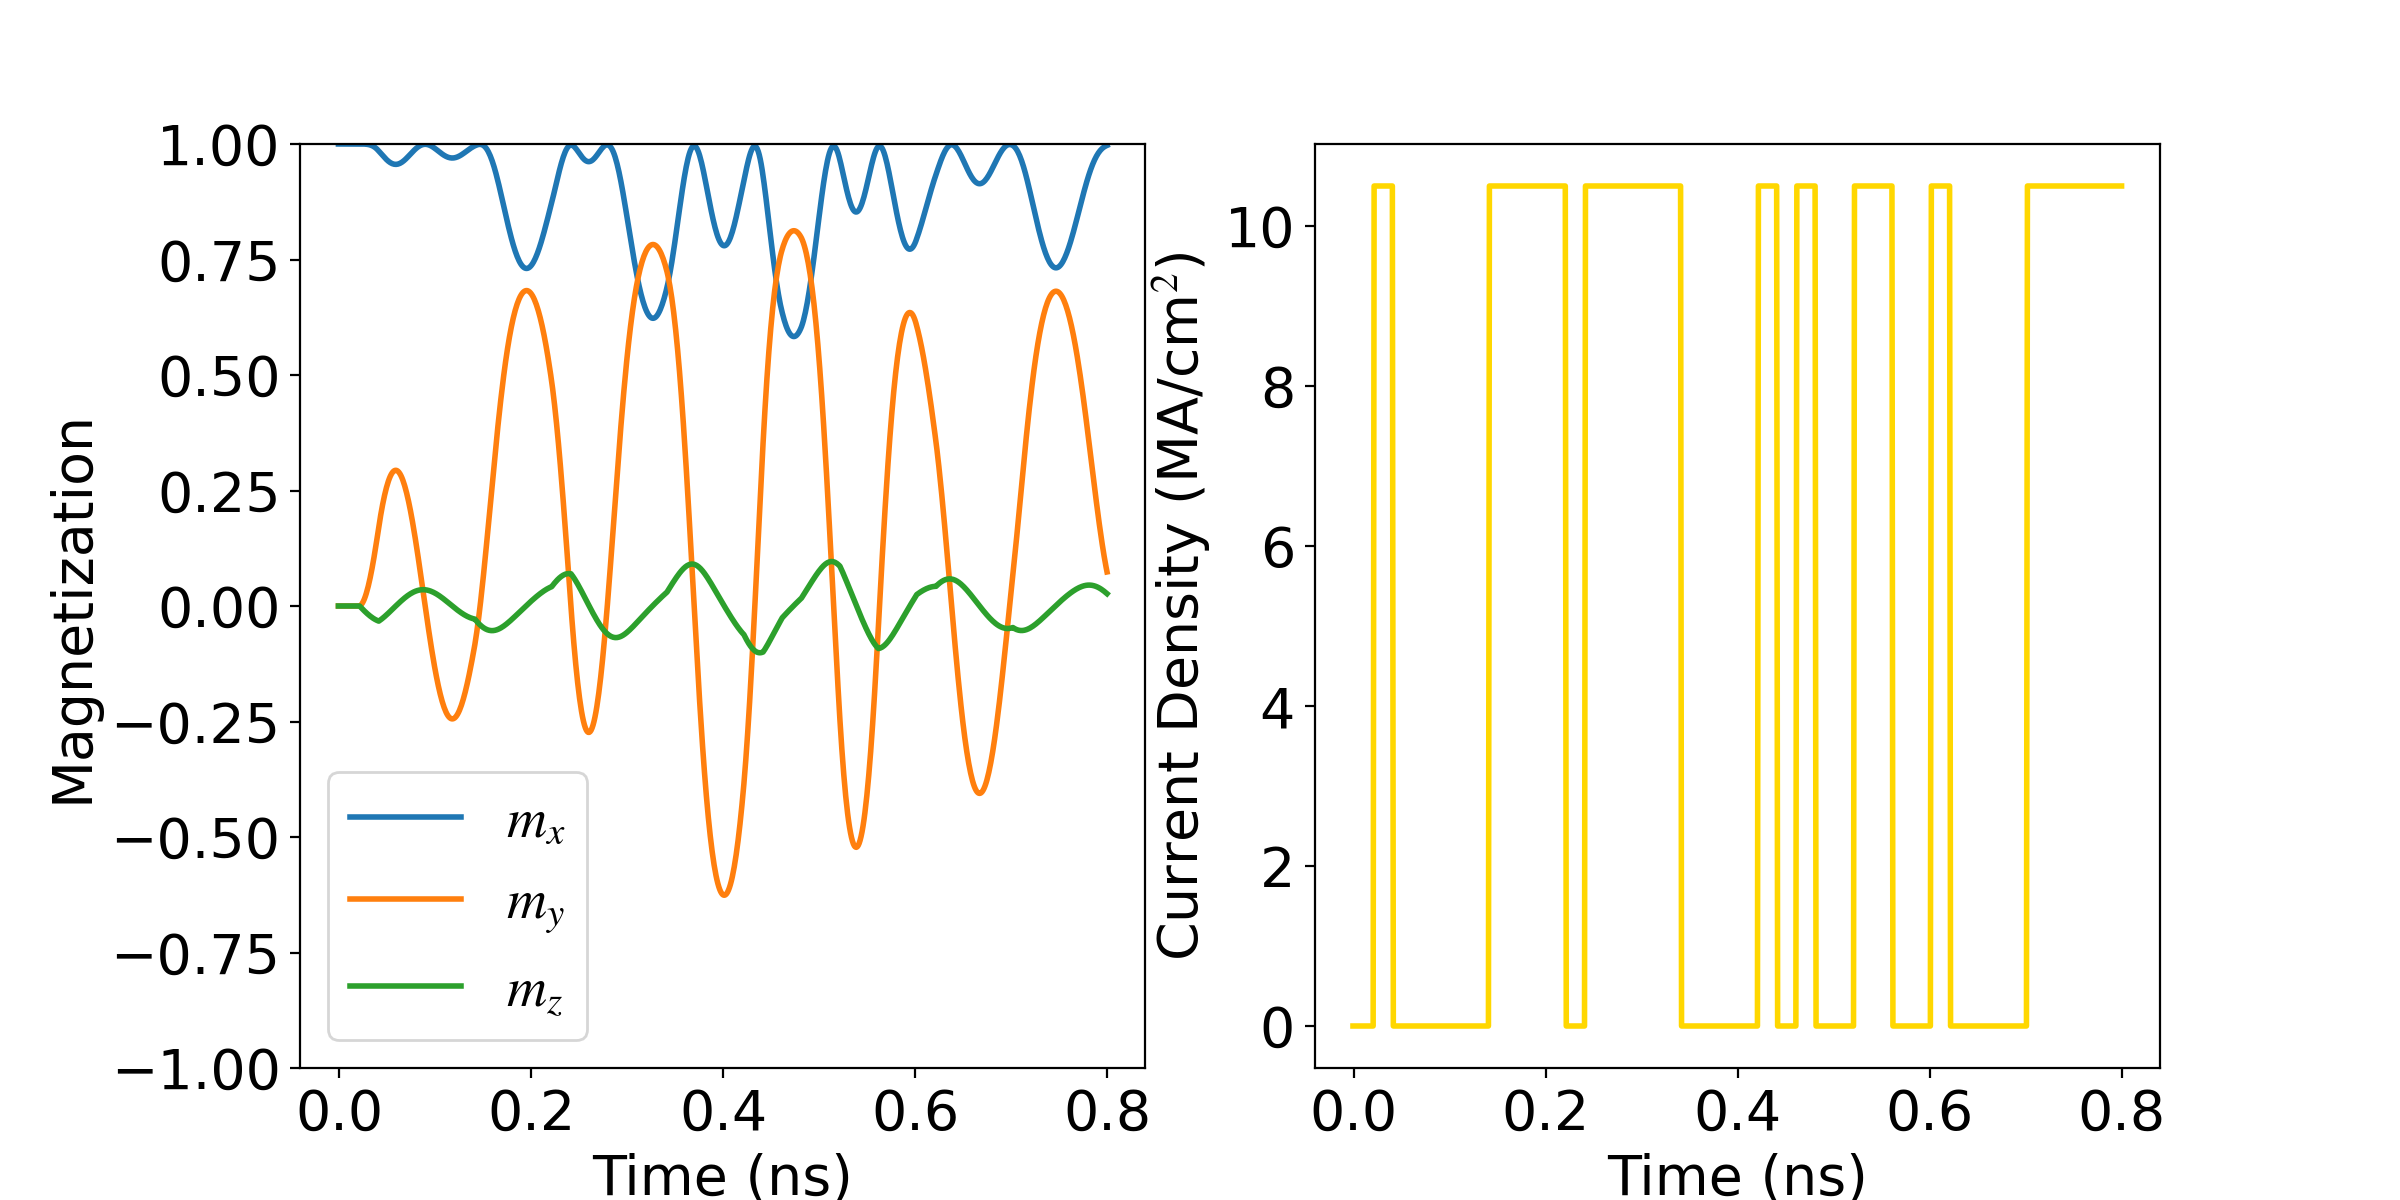 1.00
0.75
0.50
0.25
0.00
−0.25
−0.50
−0.75
−1.00
Magnetization
m_x
m_y
m_z
0.0 0.2 0.4 0.6 0.8
Time (ns)
Current Density (MA/cm²)
10
8
6
4
2
0
0.0 0.2 0.4 0.6 0.8
Time (ns)